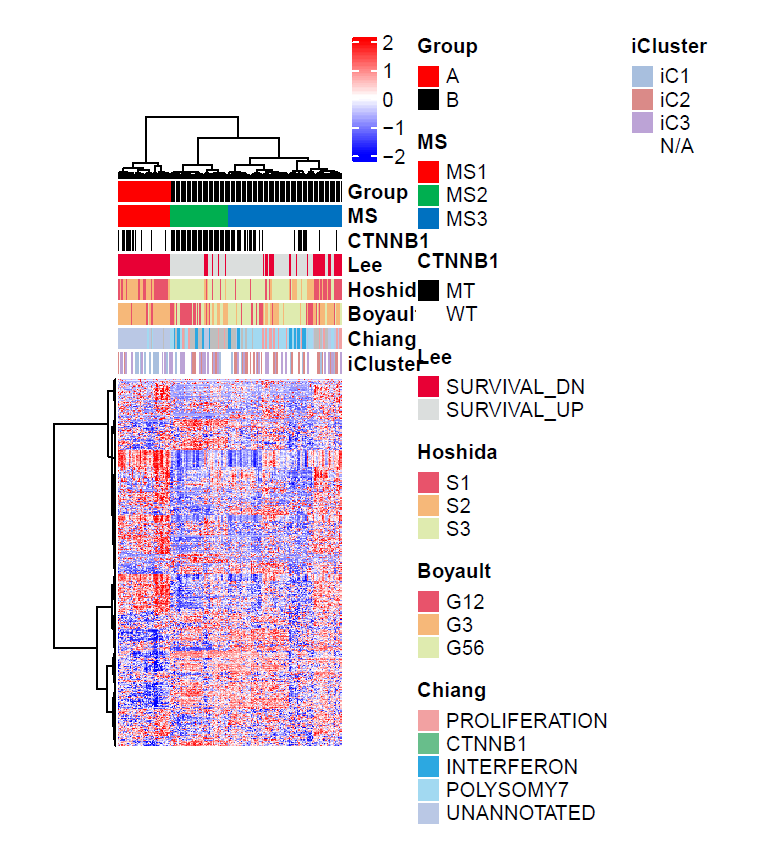 2
1
0
−1
−2
Group
MS
CTNNB1
Lee
Hoshid
Boyault
Chiang
iCluster
Group
A
B
MS
MS1
MS2
MS3
CTNNB1
MT
WT
Lee
SURVIVAL_DN
SURVIVAL_UP
Hoshida
S1
S2
S3
Boyault
G12
G3
G56
Chiang
PROLIFERATION
CTNNB1
INTERFERON
POLYSOMY7
UNANNOTATED
iCluster
iC1
iC2
iC3
N/A